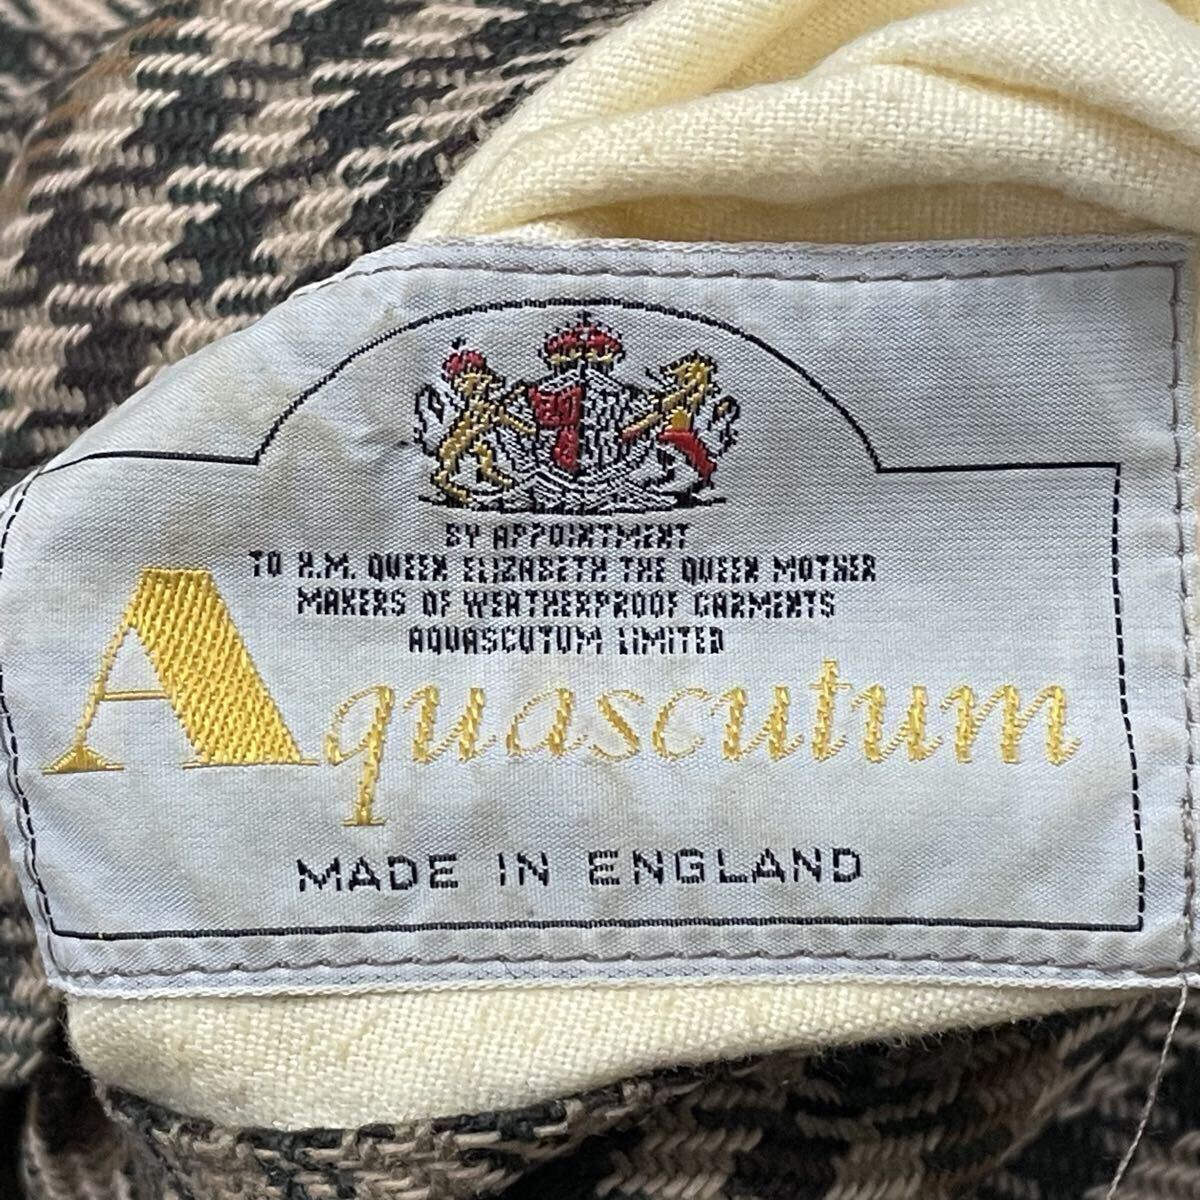 BY APPOINTMENT
TO H.M. QUEEN ELIZABETH THE QUEEN MOTHER
MAKERS OF WEATHERPROOF GARMENTS
AQUASCUTUM LIMITED
Aquascutum
MADE IN ENGLAND